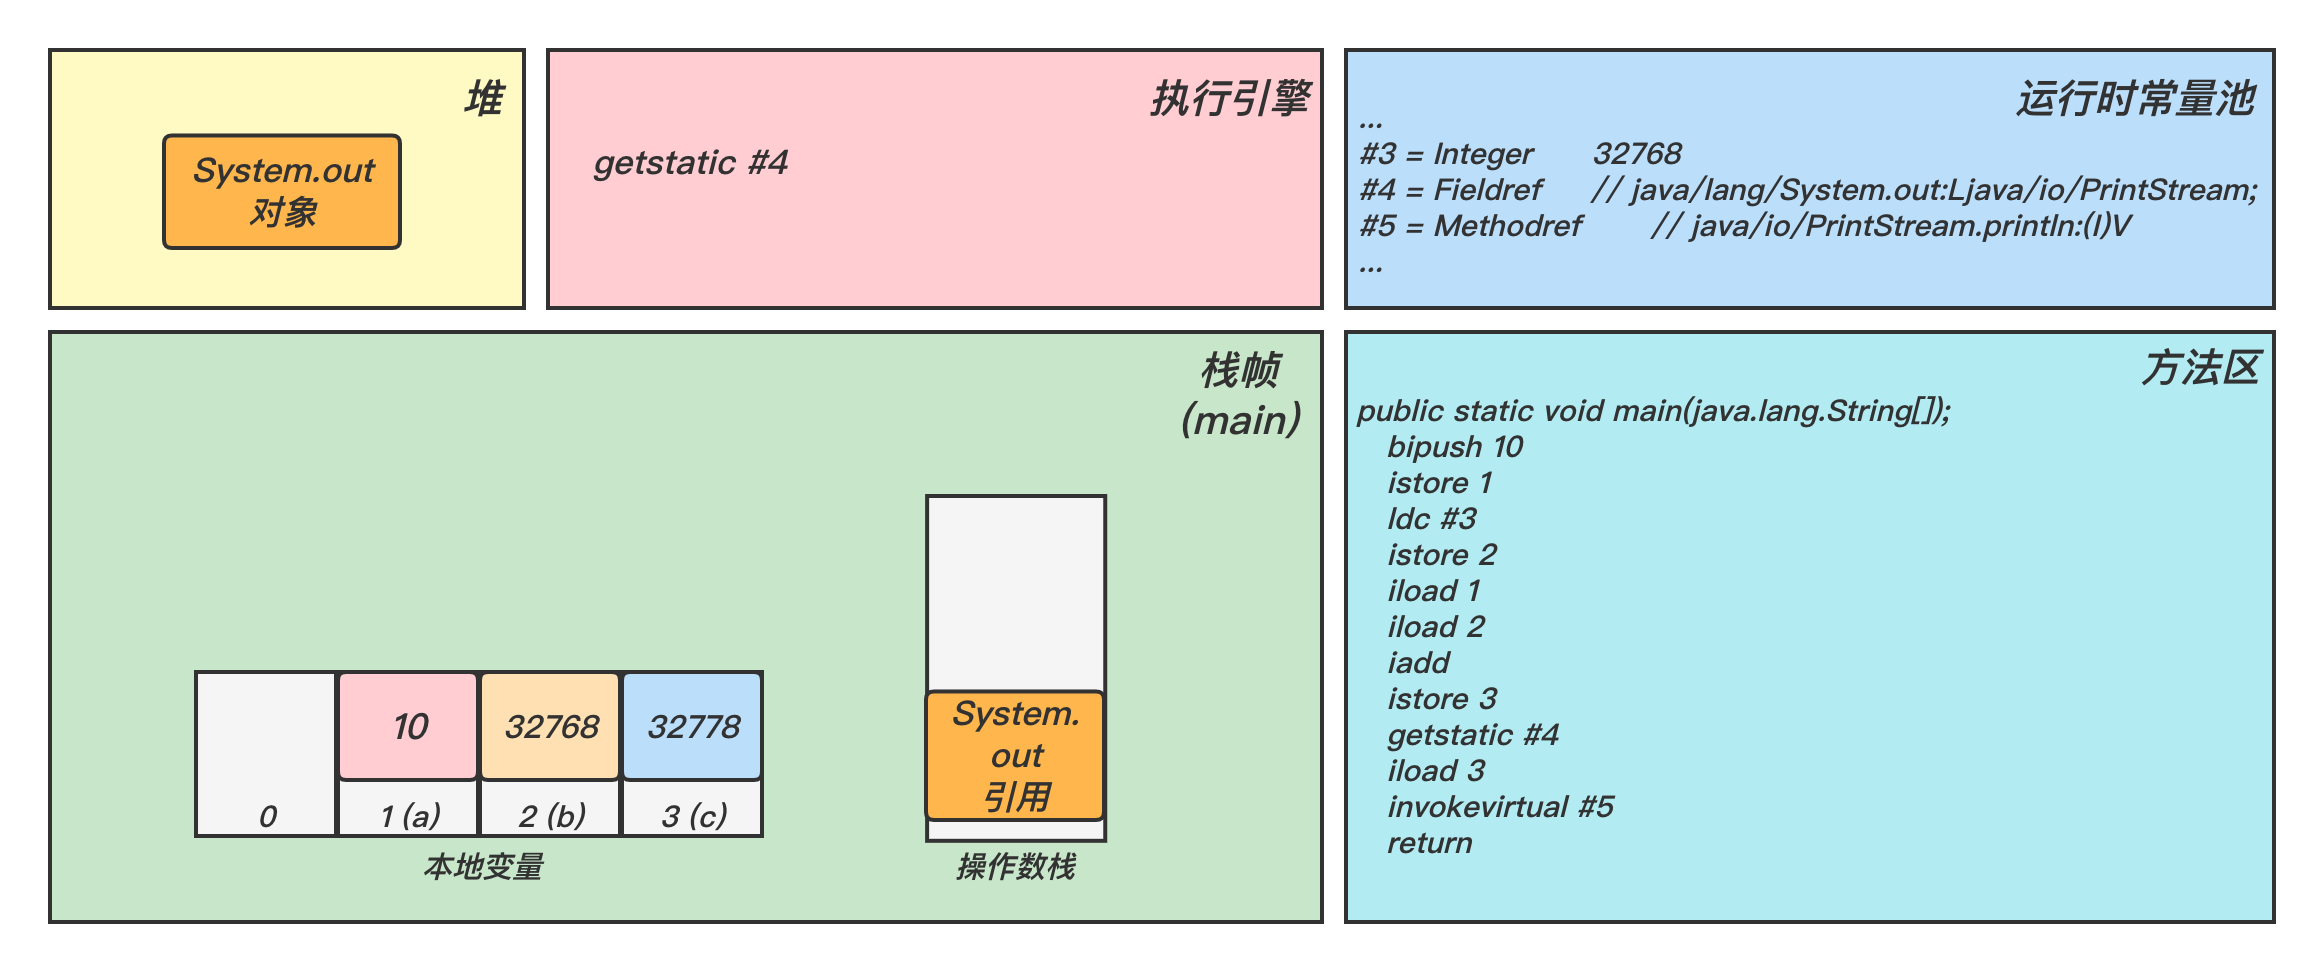 堆
System.out
对象
执行引擎
getstatic #4
运行时常量池
...
#3 = Integer 32768
#4 = Fieldref // java/lang/System.out:Ljava/io/PrintStream;
#5 = Methodref // java/io/PrintStream.println:(I)V
...
栈帧
(main)
10
32768
32778
0
1 (a)
2 (b)
3 (c)
本地变量
System.
out
引用
操作数栈
方法区
public static void main(java.lang.String[]);
bipush 10
istore 1
ldc #3
istore 2
iload 1
iload 2
iadd
istore 3
getstatic #4
iload 3
invokevirtual #5
return